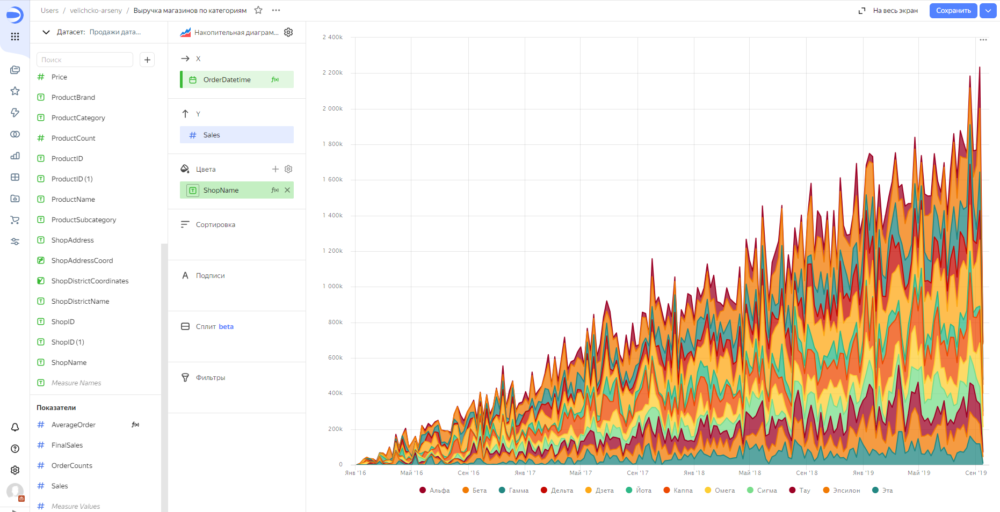 Users / velichcko-arseny / Выручка магазинов по категориям
На весь экран
Сохранить
Датасет: Продажи дата...
Поиск
Price
ProductBrand
ProductCategory
ProductCount
ProductID
ProductID (1)
ProductName
ProductSubcategory
ShopAddress
ShopAddressCoord
ShopDistrictCoordinates
ShopDistrictName
ShopID
ShopID (1)
ShopName
Measure Names
Показатели
AverageOrder f(x)
FinalSales
OrderCounts
Sales
Measure Values
Накопительная диаграм...
X
OrderDatetime f(x)
Y
Sales
Цвета
ShopName f(x)
Сортировка
Подписи
Сплит beta
Фильтры
2 400k
2 200k
2 000k
1 800k
1 600k
1 400k
1 200k
1 000k
800k
600k
400k
200k
0
Янв '16 Май '16 Сен '16 Янв '17 Май '17 Сен '17 Янв '18 Май '18 Сен '18 Янв '19 Май '19 Сен '19
Альфа Бета Гамма Дельта Дзета Йота Каппа Омега Сигма Тау Эпсилон Эта